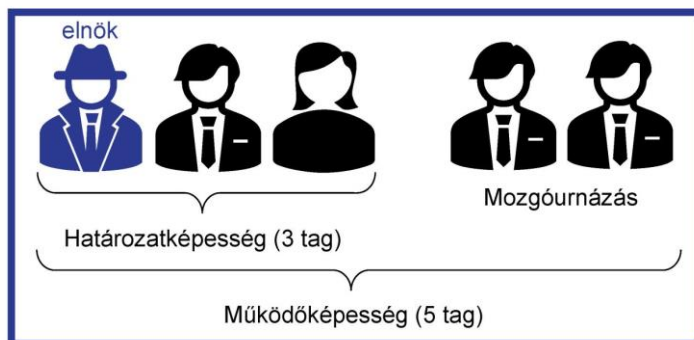 elnök
Mozgóurnázás
Határozatképesség (3 tag)
Működőképesség (5 tag)